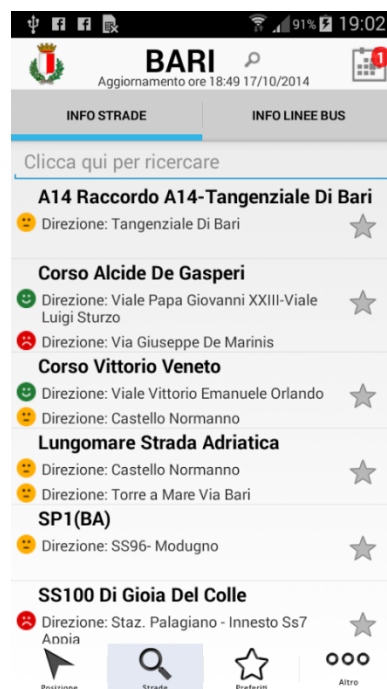 91% 19:02
BARI
1
Aggiornamento ore 18:49 17/10/2014
INFO STRADE INFO LINEE BUS
Clicca qui per ricercare
A14 Raccordo A14-Tangenziale Di Bari
Direzione: Tangenziale Di Bari
Corso Alcide De Gasperi
Direzione: Viale Papa Giovanni XXIII-Viale
Luigi Sturzo
Direzione: Via Giuseppe De Marinis
Corso Vittorio Veneto
Direzione: Viale Vittorio Emanuele Orlando
Direzione: Castello Normanno
Lungomare Strada Adriatica
Direzione: Castello Normanno
Direzione: Torre a Mare Via Bari
SP1(BA)
Direzione: SS96- Modugno
SS100 Di Gioia Del Colle
Direzione: Staz. Palagiano - Innesto Ss7
Appia
Posizione Strade Preferiti Altro